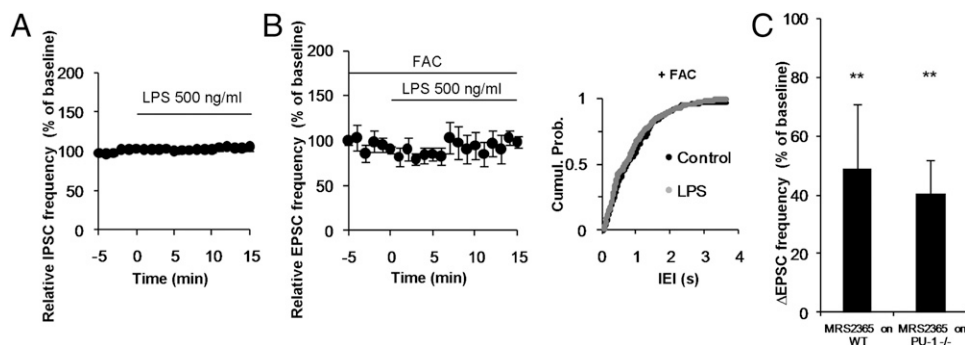 A
Relative IPSC frequency (% of baseline)
200
150
100
50
0
LPS 500 ng/ml
-5 0 5 10 15
Time (min)
B
Relative EPSC frequency (% of baseline)
200
150
100
50
0
FAC
LPS 500 ng/ml
-5 0 5 10 15
Time (min)
+ FAC
Cumul. Prob.
1
0.5
0
Control
LPS
0 1 2 3 4
IEI (s)
C
ΔEPSC frequency (% of baseline)
100
80
60
40
20
0
** **
MRS2365 on WT
MRS2365 on PU-1 -/-